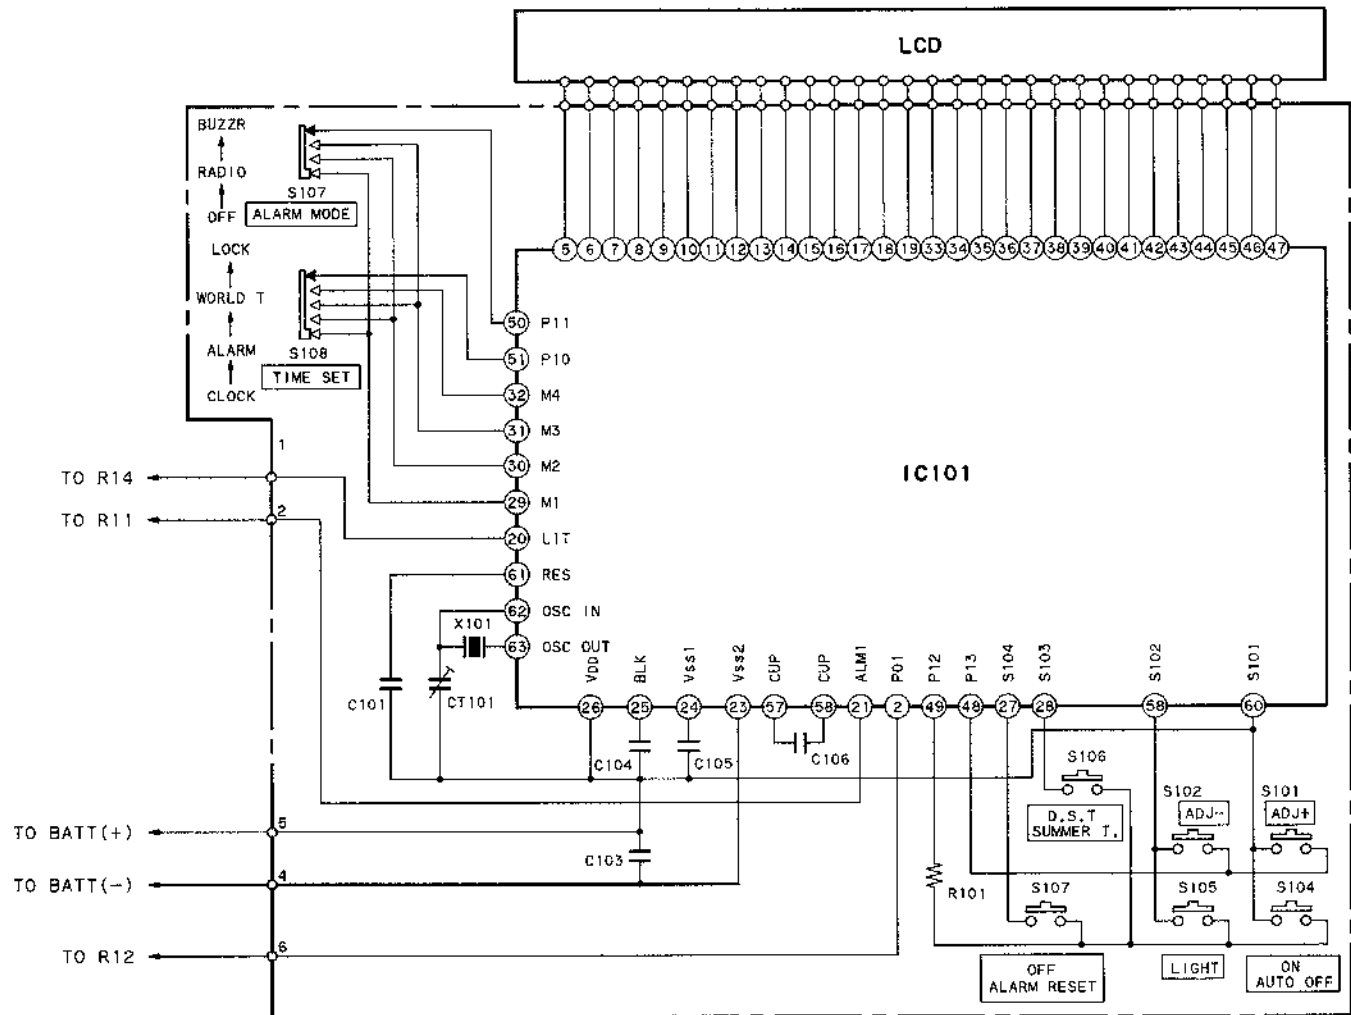 LCD
BUZZR
RADIO
OFF
S107
ALARM MODE
LOCK
WORLD T
ALARM
CLOCK
S108
TIME SET
5 6 7 8 9 10 11 12 13 14 15 16 17 18 19 33 34 35 36 37 38 39 40 41 42 43 44 45 46 47
50 P11
51 P10
32 M4
31 M3
30 M2
29 M1
20 LIT
61 RES
62 OSC IN
63 OSC OUT
IC101
1
TO R14
2
TO R11
X101
C101
CT101
VDD BLK Vss1 Vss2 CUP CUP ALM1 P01 P12 P13 S104 S103 S102 S101
26 25 24 23 57 58 21 2 49 48 27 28 58 60
C104
C105
C106
S106
D.S.T
SUMMER T.
S102
ADJ-
S101
ADJ+
5
TO BATT(+)
C103
4
TO BATT(-)
R101
S107
S105
S104
6
TO R12
OFF
ALARM RESET
LIGHT
ON
AUTO OFF